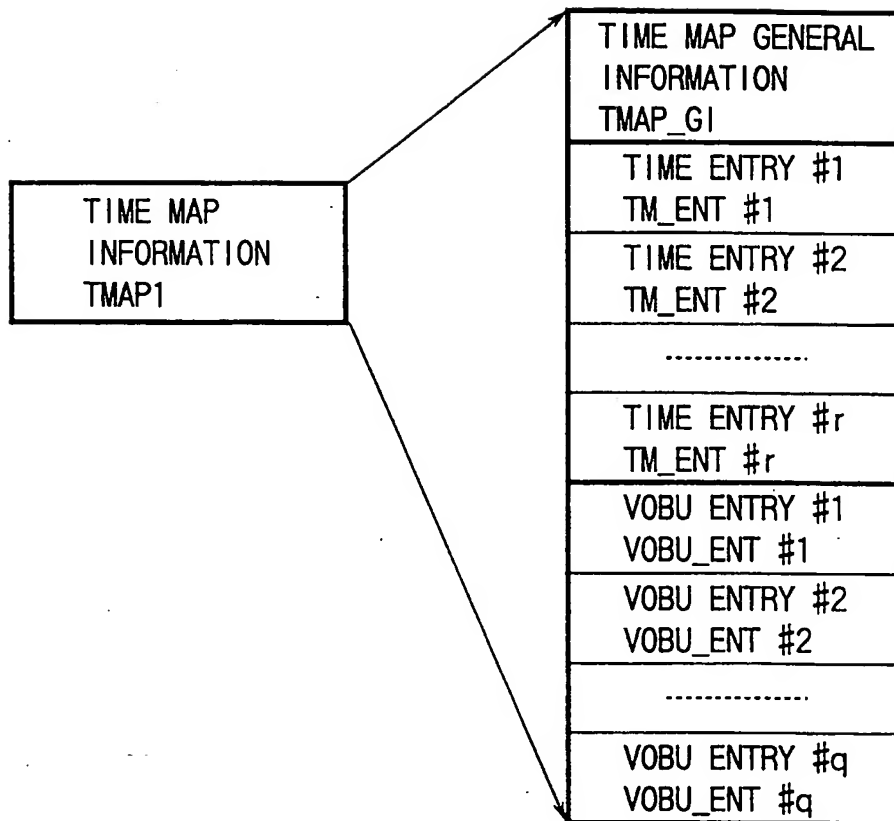 TIME MAP
INFORMATION
TMAP1
TIME MAP GENERAL
INFORMATION
TMAP_GI
TIME ENTRY #1
TM_ENT #1
TIME ENTRY #2
TM_ENT #2
TIME ENTRY #r
TM_ENT #r
VOBU ENTRY #1
VOBU_ENT #1
VOBU ENTRY #2
VOBU_ENT #2
VOBU ENTRY #q
VOBU_ENT #q